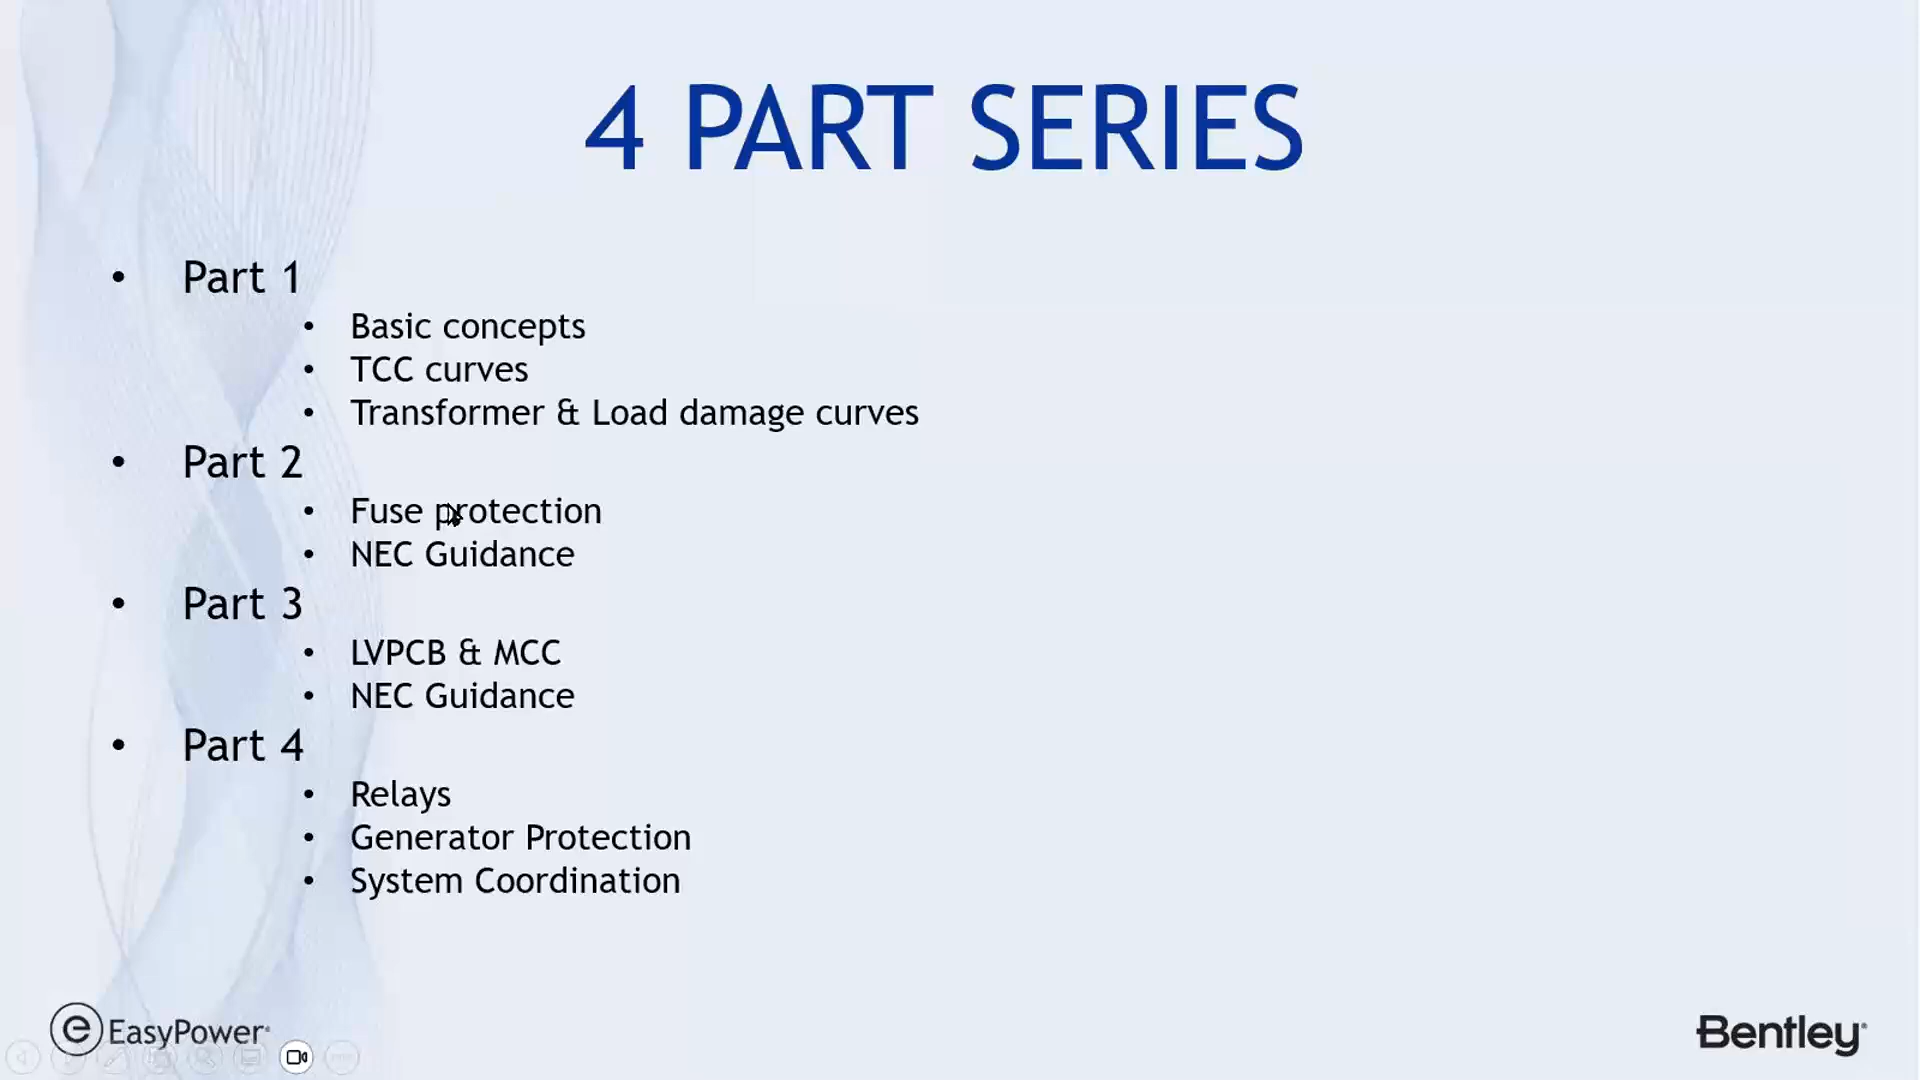 4 PART SERIES
• Part 1
• Basic concepts
• TCC curves
• Transformer & Load damage curves
• Part 2
• Fuse protection
• NEC Guidance
• Part 3
• LVPCB & MCC
• NEC Guidance
• Part 4
• Relays
• Generator Protection
• System Coordination
e EasyPower®
Bentley®